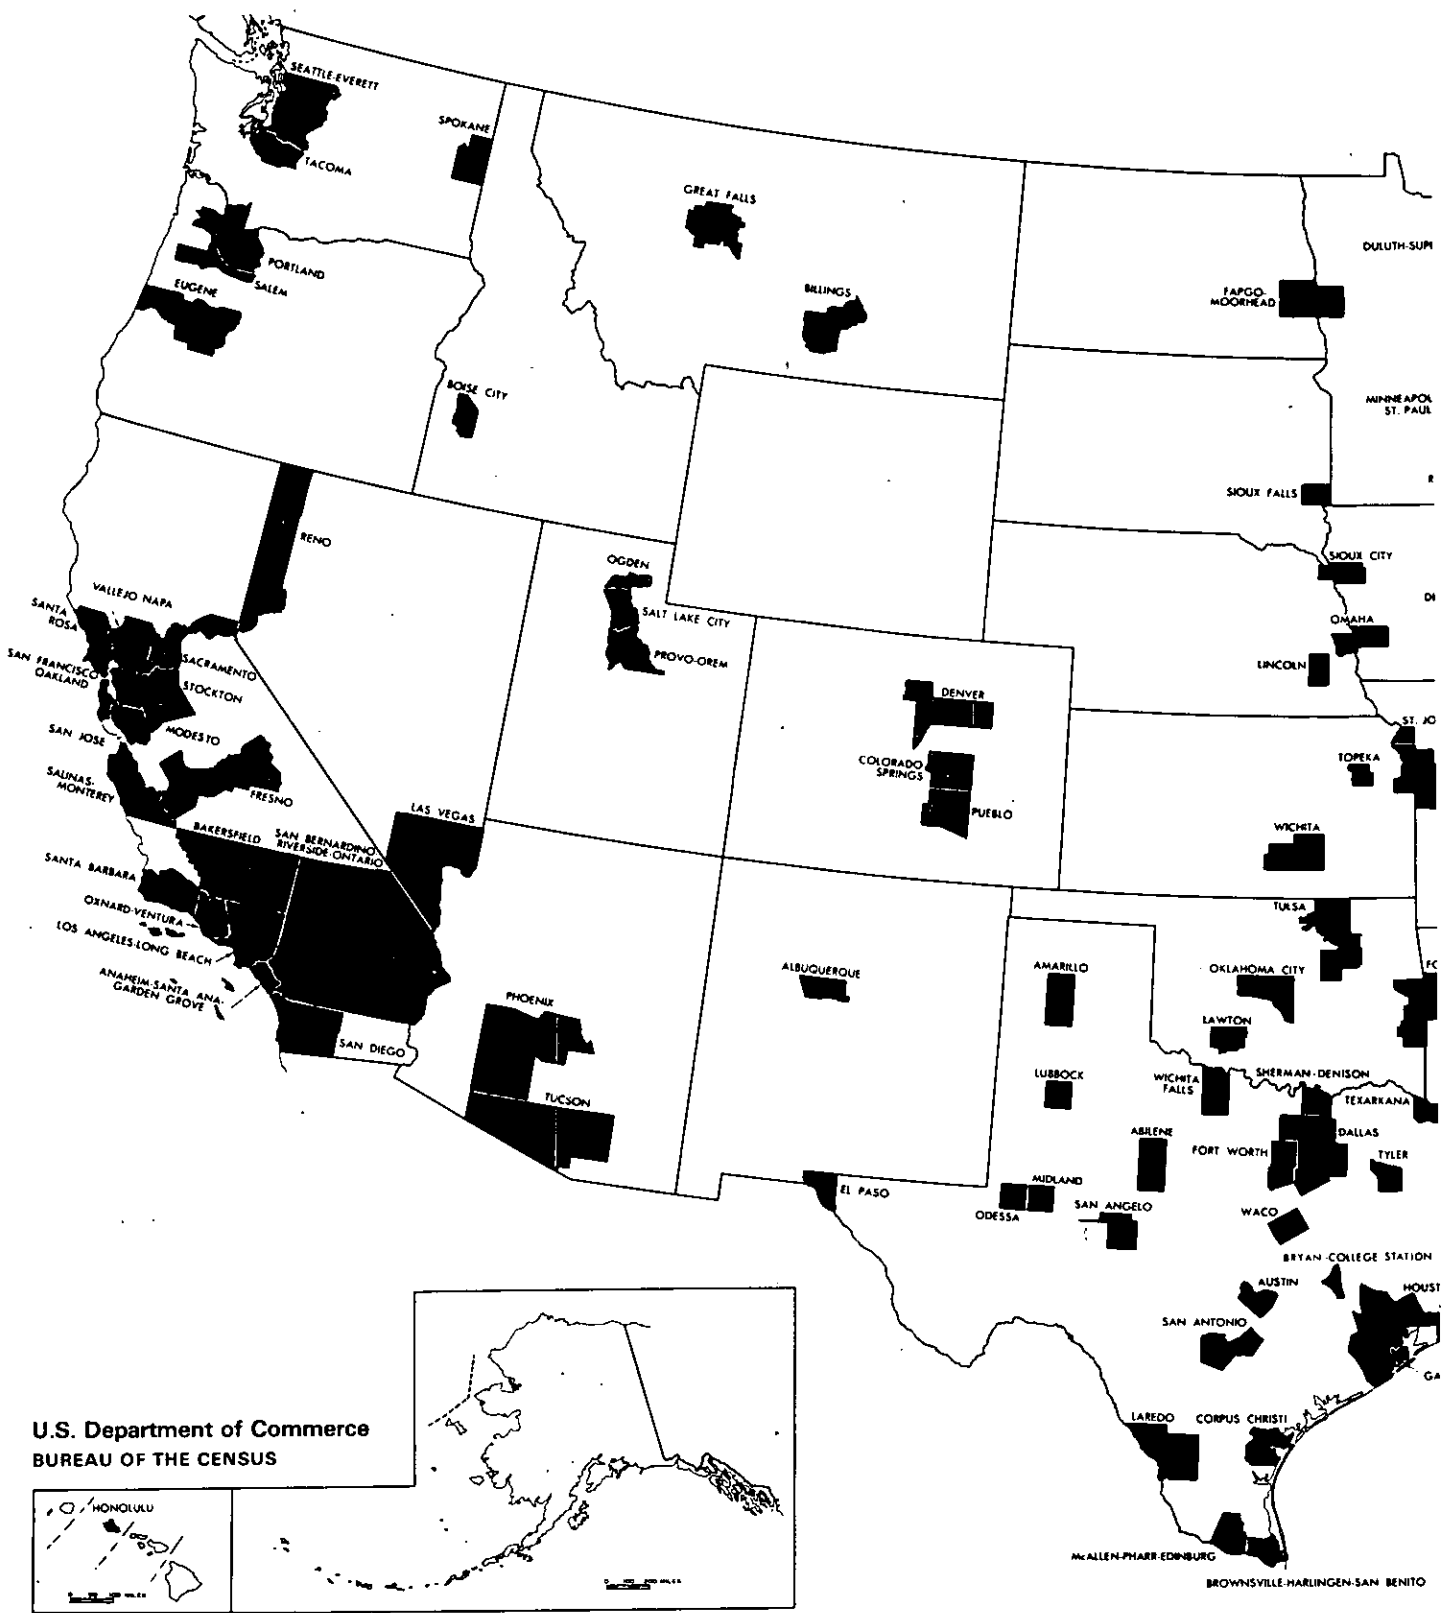 SEATTLE-EVERETT
SPOKANE
TACOMA
GREAT FALLS
PORTLAND
SALEM
EUGENE
BILLINGS
DULUTH-SUPE
FAPGO-
MOORHEAD
BOISE CITY
MINNEAPOL
ST. PAUL
SIOUX FALLS
R
RENO
OGDEN
SIOUX CITY
VALLEJO NAPA
SANTA
ROSA
SALT LAKE CITY
OMAHA
SAN FRANCISCO
OAKLAND
SACRAMENTO
PROVO-OREM
LINCOLN
STOCKTON
DENVER
SAN JOSE
MODESTO
ST. JO
COLORADO
SPRINGS
TOPEKA
SALINAS-
MONTEREY
FRESNO
LAS VEGAS
PUEBLO
BAKERSFIELD
SAN BERNARDINO
RIVERSIDE-ONTARIO
WICHITA
SANTA BARBARA
OXNARD-VENTURA
TULSA
LOS ANGELES-LONG BEACH
ANAHEIM-SANTA ANA-
GARDEN GROVE
ALBUQUERQUE
AMARILLO
OKLAHOMA CITY
PHOENIX
LAWTON
SAN DIEGO
LUBBOCK
WICHITA
FALLS
SHERMAN-DENISON
TUCSON
TEXARKANA
ABILENE
FORT WORTH
DALLAS
TYLER
EL PASO
MIDLAND
ODESSA
SAN ANGELO
WACO
BRYAN-COLLEGE STATION
AUSTIN
HOUST
SAN ANTONIO
GA
LAREDO
CORPUS CHRISTI
U.S. Department of Commerce
BUREAU OF THE CENSUS
HONOLULU
McALLEN-PHARR-EDINBURG
BROWNSVILLE-HARLINGEN-SAN BENITO